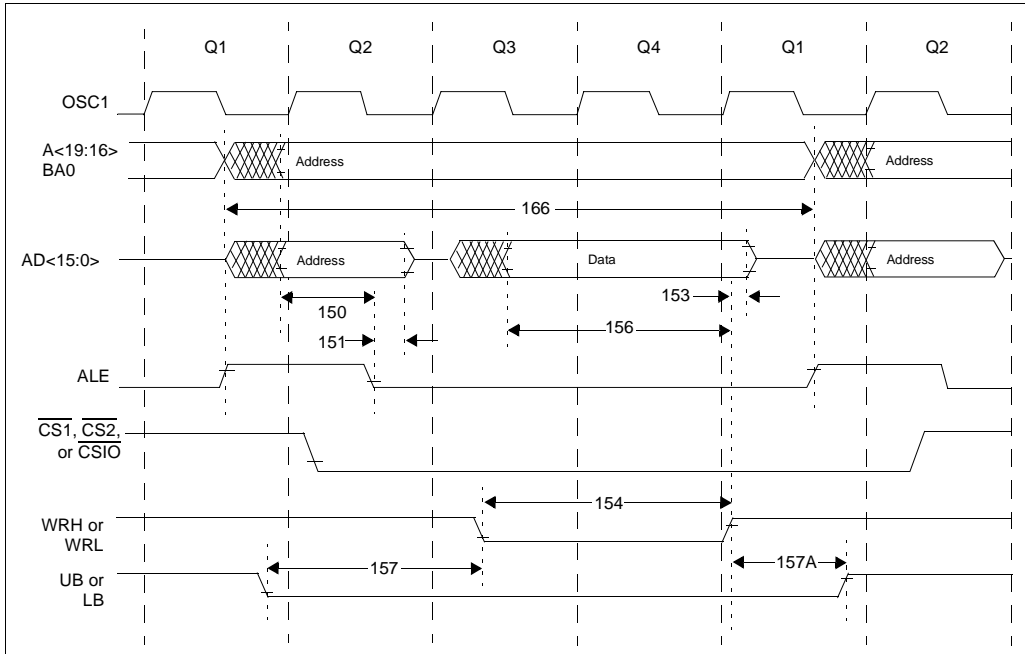 Q1 Q2 Q3 Q4 Q1 Q2
OSC1
A<19:16>
BA0
Address
Address
166
AD<15:0>
Address
Data
Address
150
153
151
156
ALE
CS1, CS2,
or CSIO
154
WRH or
WRL
157
157A
UB or
LB